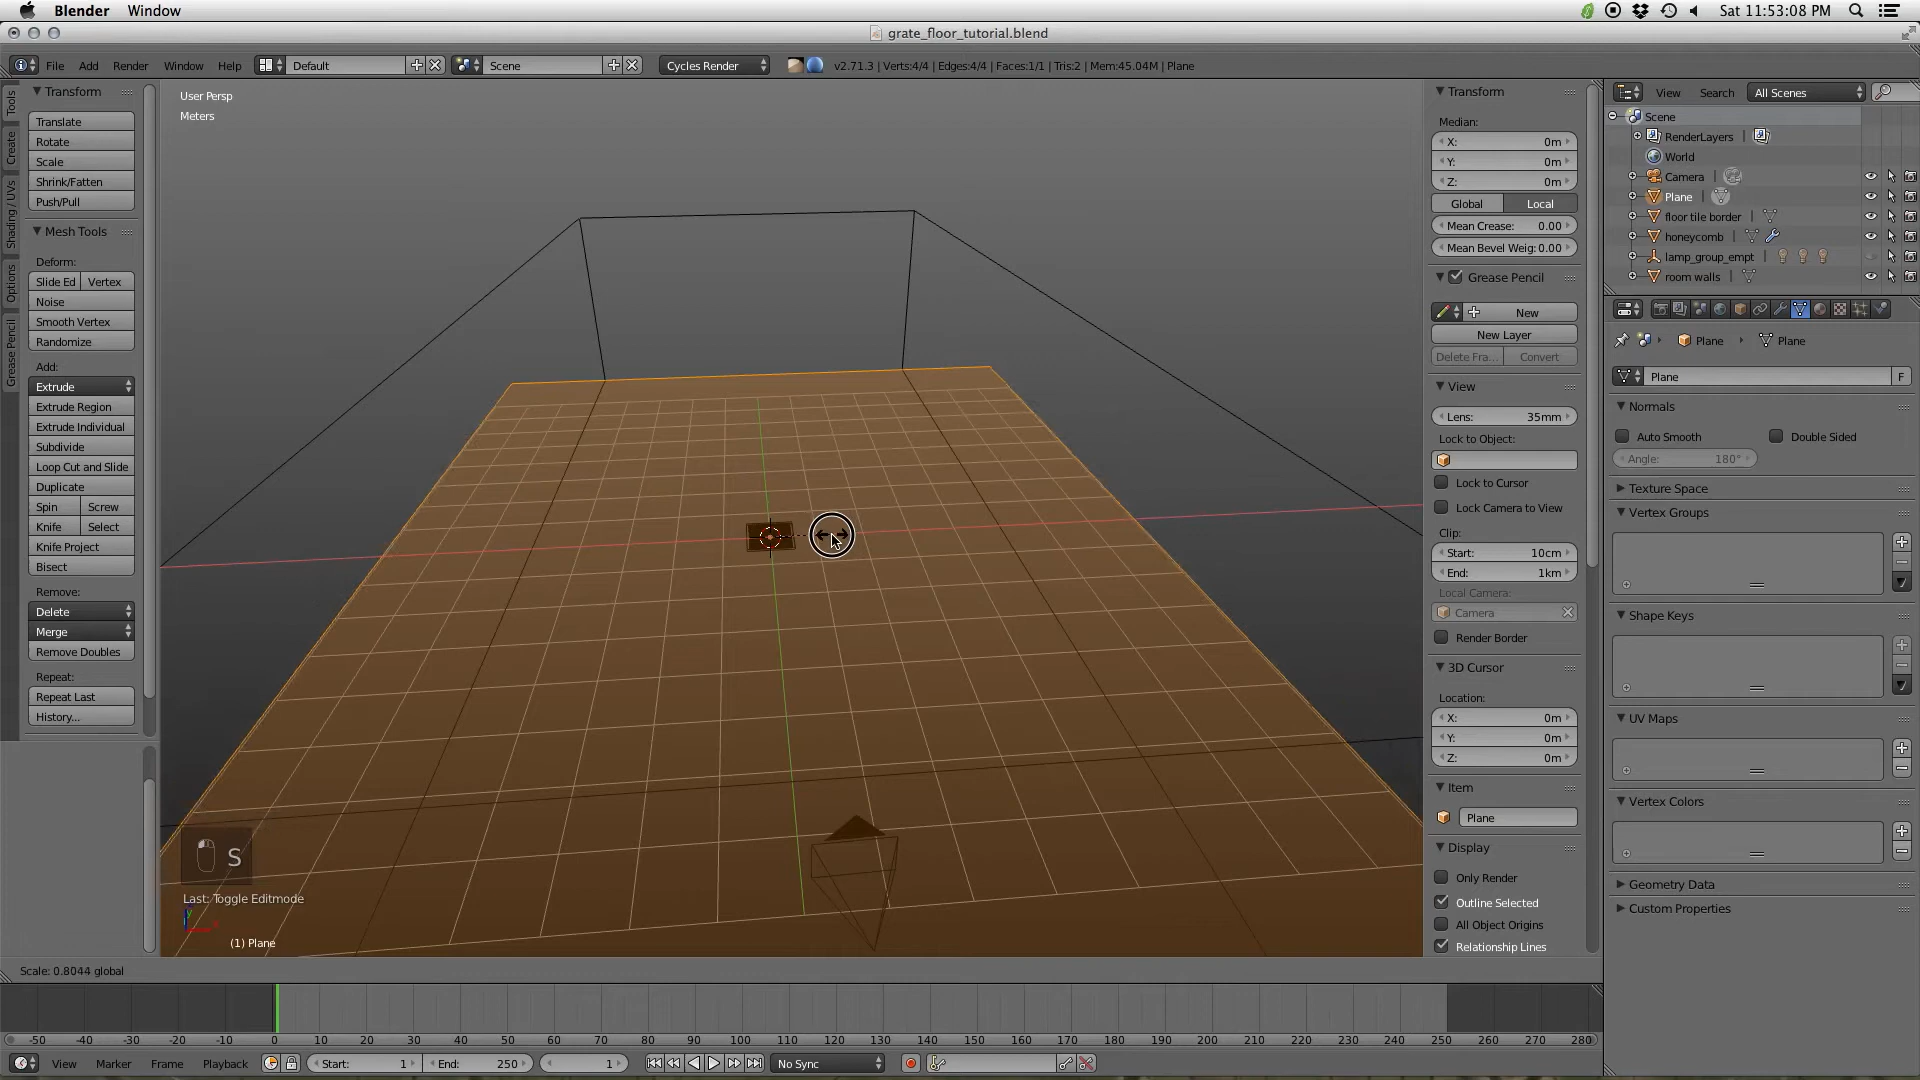 Blender Window Sat 11:53:08 PM
grate_floor_tutorial.blend
File Add Render Window Help Default Scene Cycles Render v2.71.3 | Verts:4/4 | Edges:4/4 | Faces:1/1 | Tris:2 | Mem:45.04M | Plane
Tools
Create
Shading / UVs
Options
Grease Pencil
Transform
Translate
Rotate
Scale
Shrink/Fatten
Push/Pull
Mesh Tools
Deform:
Slide Ed Vertex
Noise
Smooth Vertex
Randomize
Add:
Extrude
Extrude Region
Extrude Individual
Subdivide
Loop Cut and Slide
Duplicate
Spin Screw
Knife Select
Knife Project
Bisect
Remove:
Delete
Merge
Remove Doubles
Repeat:
Repeat Last
History...
User Persp
Meters
S
Last: Toggle Editmode
(1) Plane
Scale: 0.8044 global
Transform
Median:
X: 0m
Y: 0m
Z: 0m
Global Local
Mean Crease: 0.00
Mean Bevel Weig: 0.00
Grease Pencil
New
New Layer
Delete Fra... Convert
View
Lens: 35mm
Lock to Object:
Lock to Cursor
Lock Camera to View
Clip:
Start: 10cm
End: 1km
Local Camera:
Camera
Render Border
3D Cursor
Location:
X: 0m
Y: 0m
Z: 0m
Item
Plane
Display
Only Render
Outline Selected
All Object Origins
Relationship Lines
View Search All Scenes
Scene
RenderLayers
World
Camera
Plane
floor tile border
honeycomb
lamp_group_empt
room walls
Plane Plane
Plane F
Normals
Auto Smooth Double Sided
Angle: 180°
Texture Space
Vertex Groups
Shape Keys
UV Maps
Vertex Colors
Geometry Data
Custom Properties
-50 -40 -30 -20 -10 0 10 20 30 40 50 60 70 80 90 100 110 120 130 140 150 160 170 180 190 200 210 220 230 240 250 260 270 280
View Marker Frame Playback Start: 1 End: 250 1 No Sync